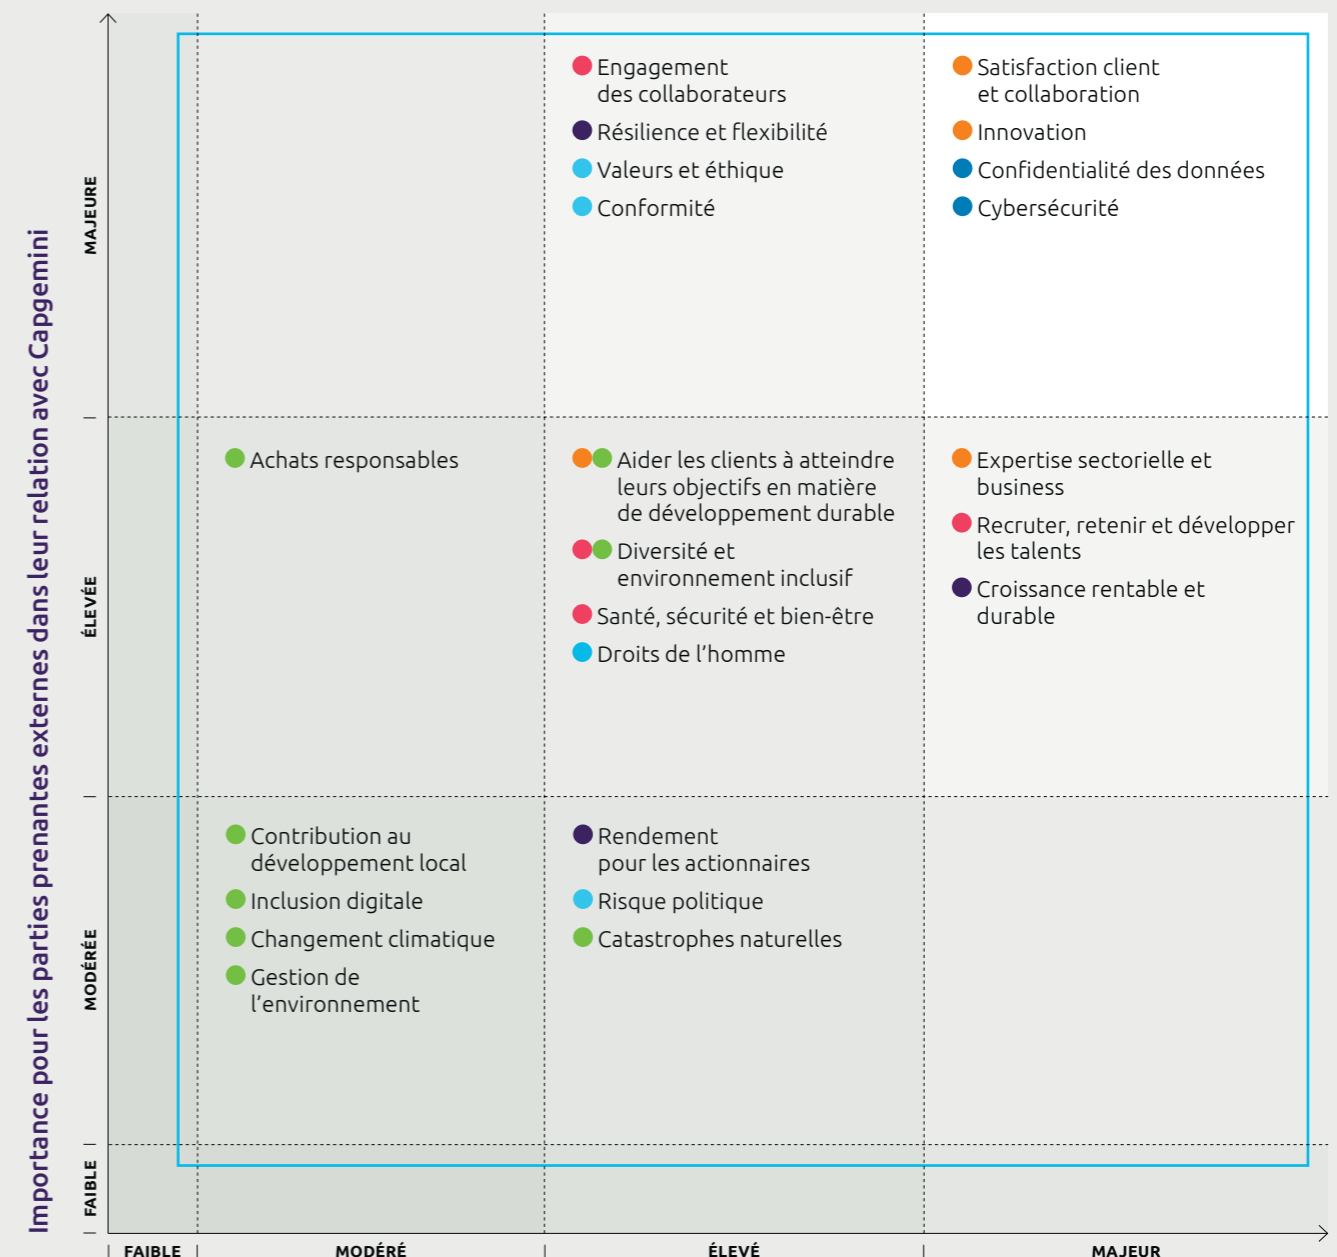 Importance pour les parties prenantes externes dans leur relation avec Capgemini
MAJEURE
Engagement
des collaborateurs
Résilience et flexibilité
Valeurs et éthique
Conformité
Satisfaction client
et collaboration
Innovation
Confidentialité des données
Cybersécurité
ÉLEVÉE
Achats responsables
Aider les clients à atteindre
leurs objectifs en matière
de développement durable
Diversité et
environnement inclusif
Santé, sécurité et bien-être
Droits de l’homme
Expertise sectorielle et
business
Recruter, retenir et développer
les talents
Croissance rentable et
durable
MODÉRÉE
Contribution au
développement local
Inclusion digitale
Changement climatique
Gestion de
l’environnement
Rendement
pour les actionnaires
Risque politique
Catastrophes naturelles
FAIBLE
FAIBLE
MODÉRÉ
ÉLEVÉ
MAJEUR